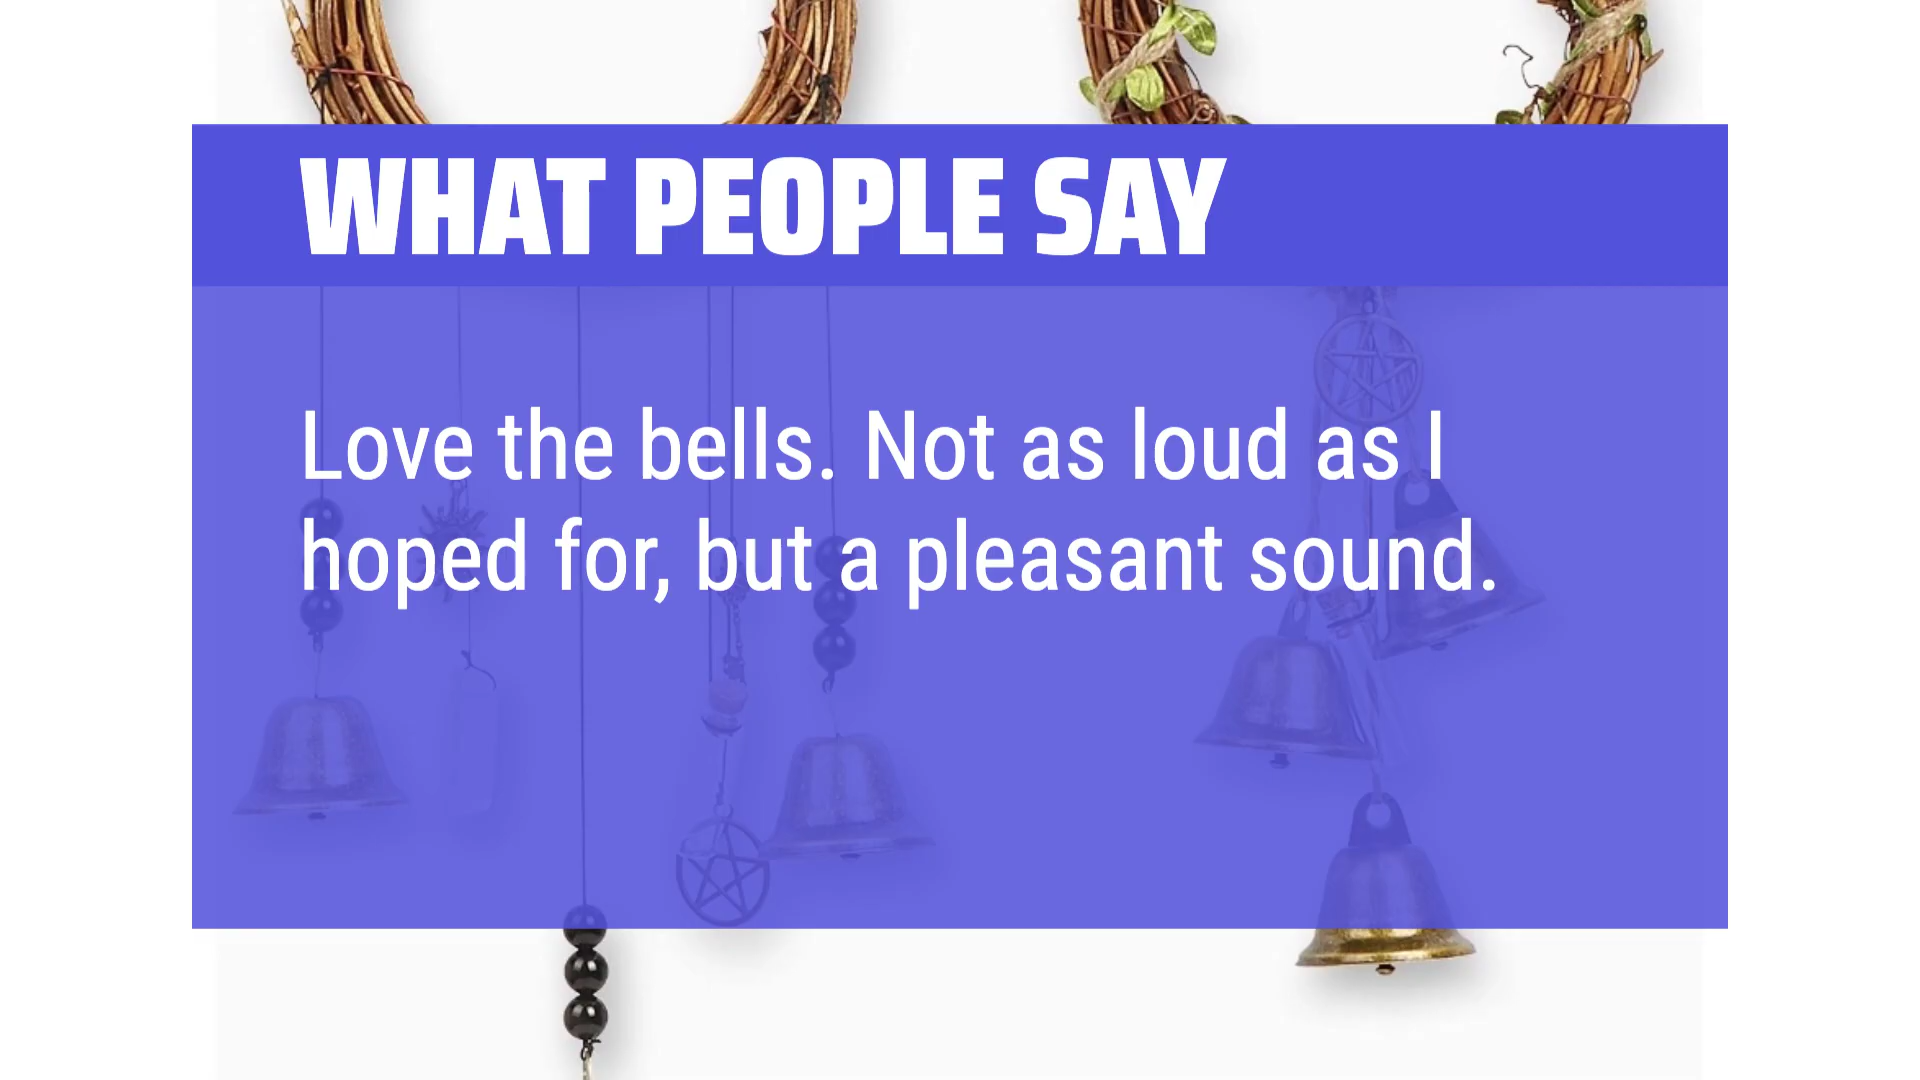 WHAT PEOPLE SAY
Love the bells. Not as loud as I
hoped for, but a pleasant sound.